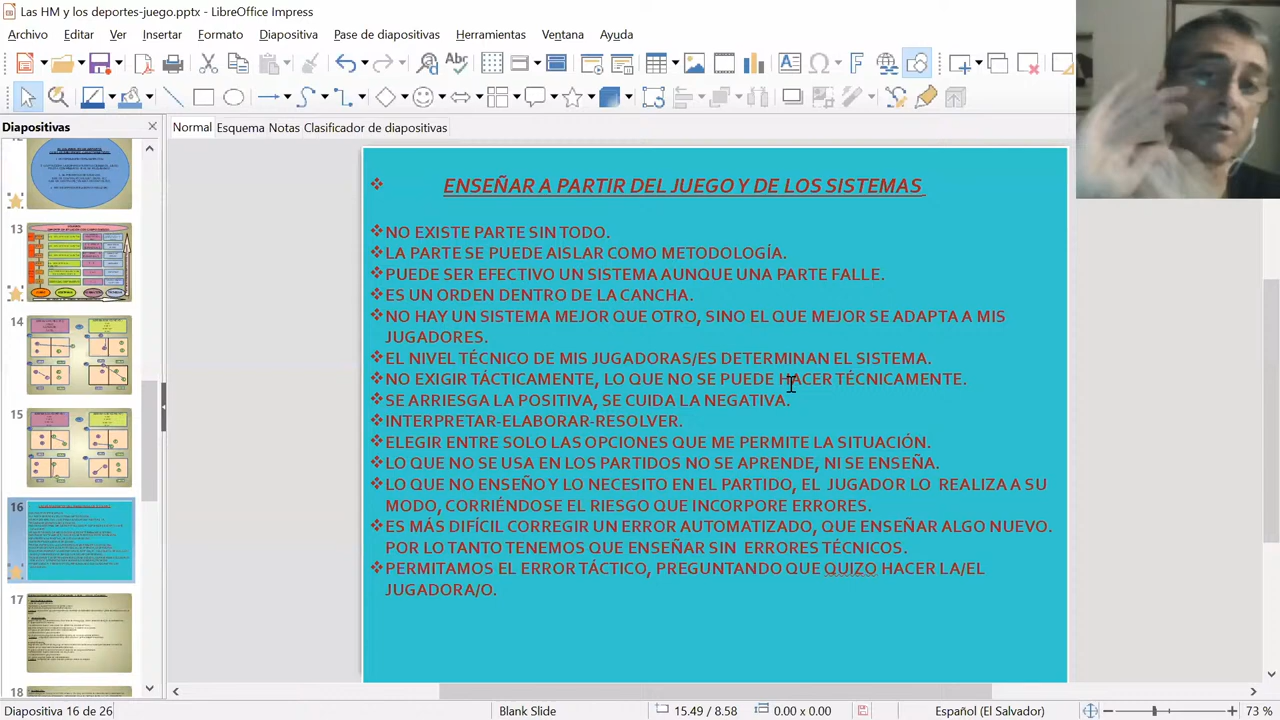 Las HM y los deportes-juego.pptx - LibreOffice Impress
Archivo Editar Ver Insertar Formato Diapositiva Pase de diapositivas Herramientas Ventana Ayuda
Diapositivas
Normal Esquema Notas Clasificador de diapositivas
13
14
15
16
17
18
ENSEÑAR A PARTIR DEL JUEGO Y DE LOS SISTEMAS
NO EXISTE PARTE SIN TODO.
LA PARTE SE PUEDE AISLAR COMO METODOLOGÍA.
PUEDE SER EFECTIVO UN SISTEMA AUNQUE UNA PARTE FALLE.
ES UN ORDEN DENTRO DE LA CANCHA.
NO HAY UN SISTEMA MEJOR QUE OTRO, SINO EL QUE MEJOR SE ADAPTA A MIS
JUGADORES.
EL NIVEL TÉCNICO DE MIS JUGADORAS/ES DETERMINAN EL SISTEMA.
NO EXIGIR TÁCTICAMENTE, LO QUE NO SE PUEDE HACER TÉCNICAMENTE.
SE ARRIESGA LA POSITIVA, SE CUIDA LA NEGATIVA.
INTERPRETAR-ELABORAR-RESOLVER.
ELEGIR ENTRE SOLO LAS OPCIONES QUE ME PERMITE LA SITUACIÓN.
LO QUE NO SE USA EN LOS PARTIDOS NO SE APRENDE, NI SE ENSEÑA.
LO QUE NO ENSEÑO Y LO NECESITO EN EL PARTIDO, EL JUGADOR LO REALIZA A SU
MODO, CORRIÉNDOSE EL RIESGO QUE INCORPORE ERRORES.
ES MÁS DIFÍCIL CORREGIR UN ERROR AUTOMATIZADO, QUE ENSEÑAR ALGO NUEVO.
POR LO TANTO TENEMOS QUE ENSEÑAR SIN ERRORES TÉCNICOS.
PERMITAMOS EL ERROR TÁCTICO, PREGUNTANDO QUE QUIZO HACER LA/EL
JUGADORA/O.
Diapositiva 16 de 26 Blank Slide 15.49 / 8.58 0.00 x 0.00 Español (El Salvador) 73 %